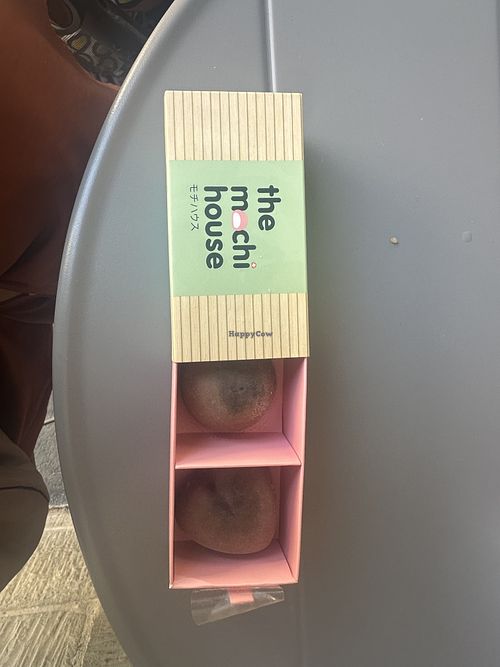 the
mochi
house
モチハウス
HappyCow